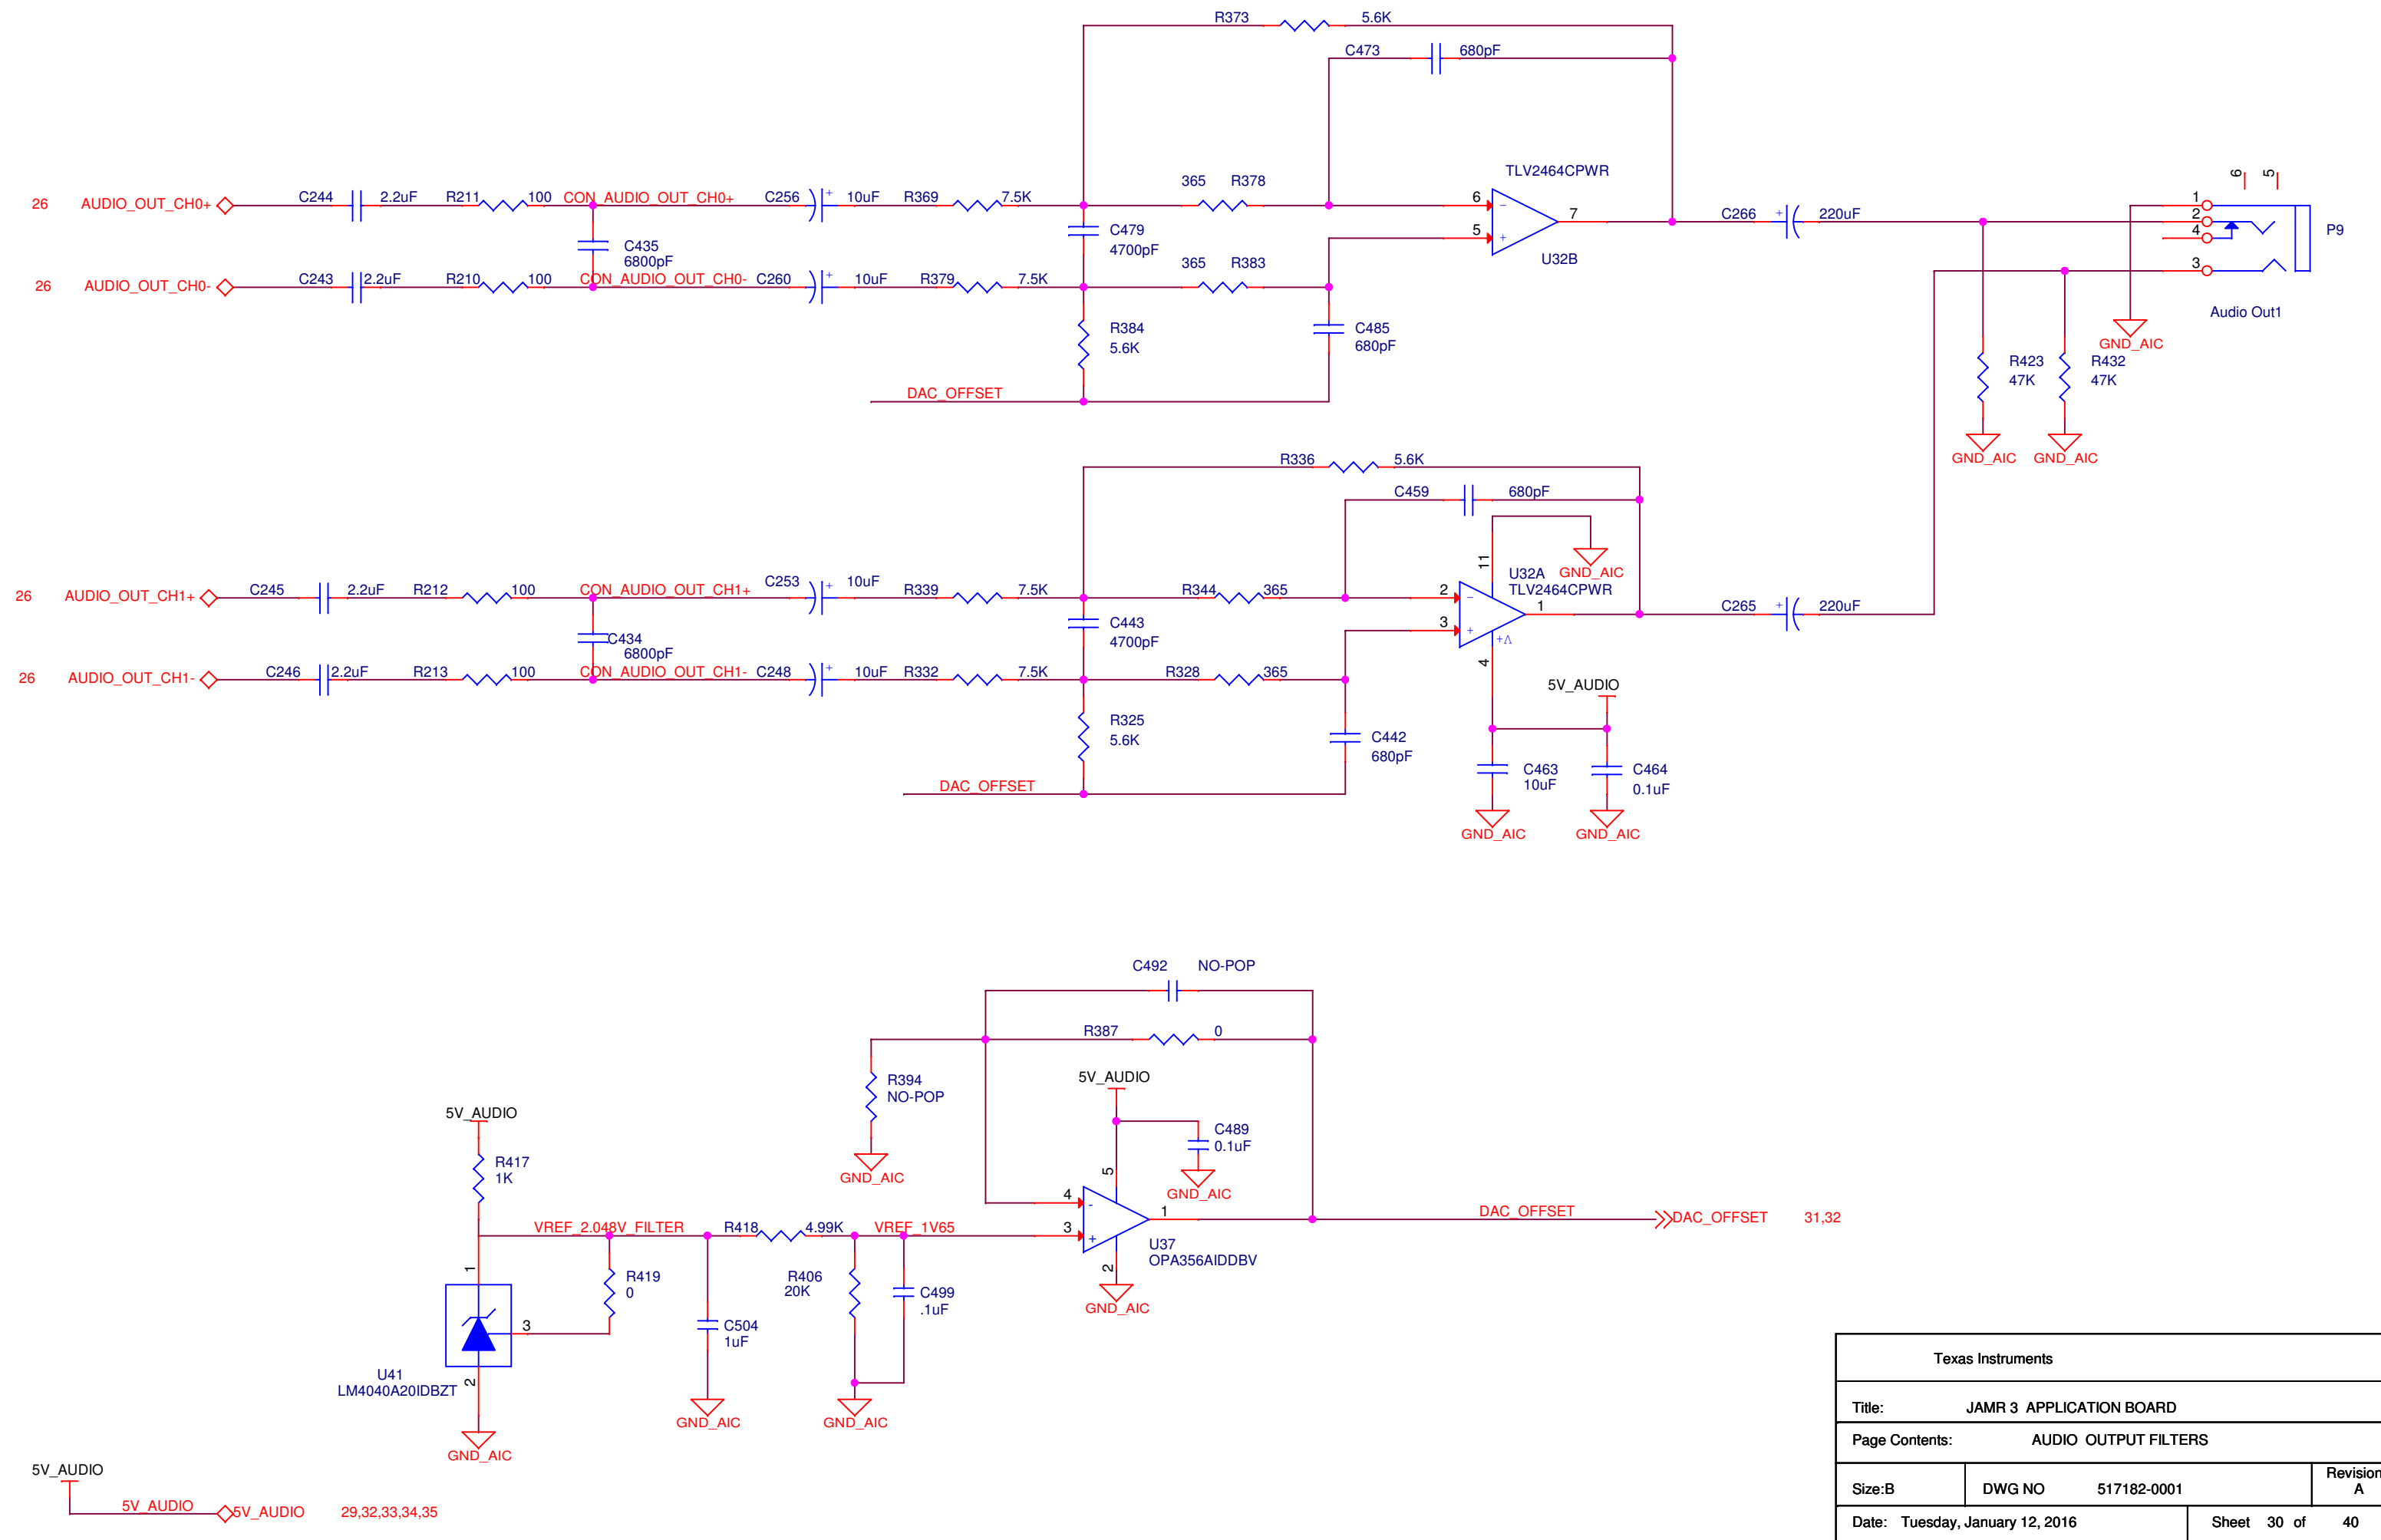 R373 5.6K
C473 680pF
TLV2464CPWR
6 5
26 AUDIO_OUT_CH0+ C244 2.2uF R211 100 CON_AUDIO_OUT_CH0+ C256 + 10uF R369 7.5K 365 R378 6 - 7 C266 + 220uF 1
2
4
3
P9
C435
6800pF
C479
4700pF
5 +
U32B
26 AUDIO_OUT_CH0- C243 2.2uF R210 100 CON_AUDIO_OUT_CH0- C260 + 10uF R379 7.5K 365 R383
Audio Out1
R384
5.6K
C485
680pF
GND_AIC
R423
47K
R432
47K
DAC_OFFSET
GND_AIC GND_AIC
R336 5.6K
C459 680pF
11
GND_AIC
U32A
TLV2464CPWR
26 AUDIO_OUT_CH1+ C245 2.2uF R212 100 CON_AUDIO_OUT_CH1+ C253 + 10uF R339 7.5K R344 365 2 - 1 C265 + 220uF
C434
6800pF
C443
4700pF
3 +
+V
4
26 AUDIO_OUT_CH1- C246 2.2uF R213 100 CON_AUDIO_OUT_CH1- C248 + 10uF R332 7.5K R328 365
5V_AUDIO
R325
5.6K
C442
680pF
C463
10uF
C464
0.1uF
DAC_OFFSET
GND_AIC GND_AIC
C492 NO-POP
R387 0
R394
NO-POP
5V_AUDIO
C489
0.1uF
GND_AIC
GND_AIC
5V_AUDIO
R417
1K
5
4 -
3 +
1
2
U37
OPA356AIDDBV
GND_AIC
DAC_OFFSET DAC_OFFSET 31,32
VREF_2.048V_FILTER R418 4.99K VREF_1V65
1
R419
0
R406
20K
C499
.1uF
3
C504
1uF
U41
LM4040A20IDBZT
2
GND_AIC GND_AIC
GND_AIC
5V_AUDIO
5V_AUDIO 5V_AUDIO 29,32,33,34,35
Texas Instruments
Title: JAMR 3 APPLICATION BOARD
Page Contents: AUDIO OUTPUT FILTERS
Size:B DWG NO 517182-0001 Revision
A
Date: Tuesday, January 12, 2016 Sheet 30 of 40